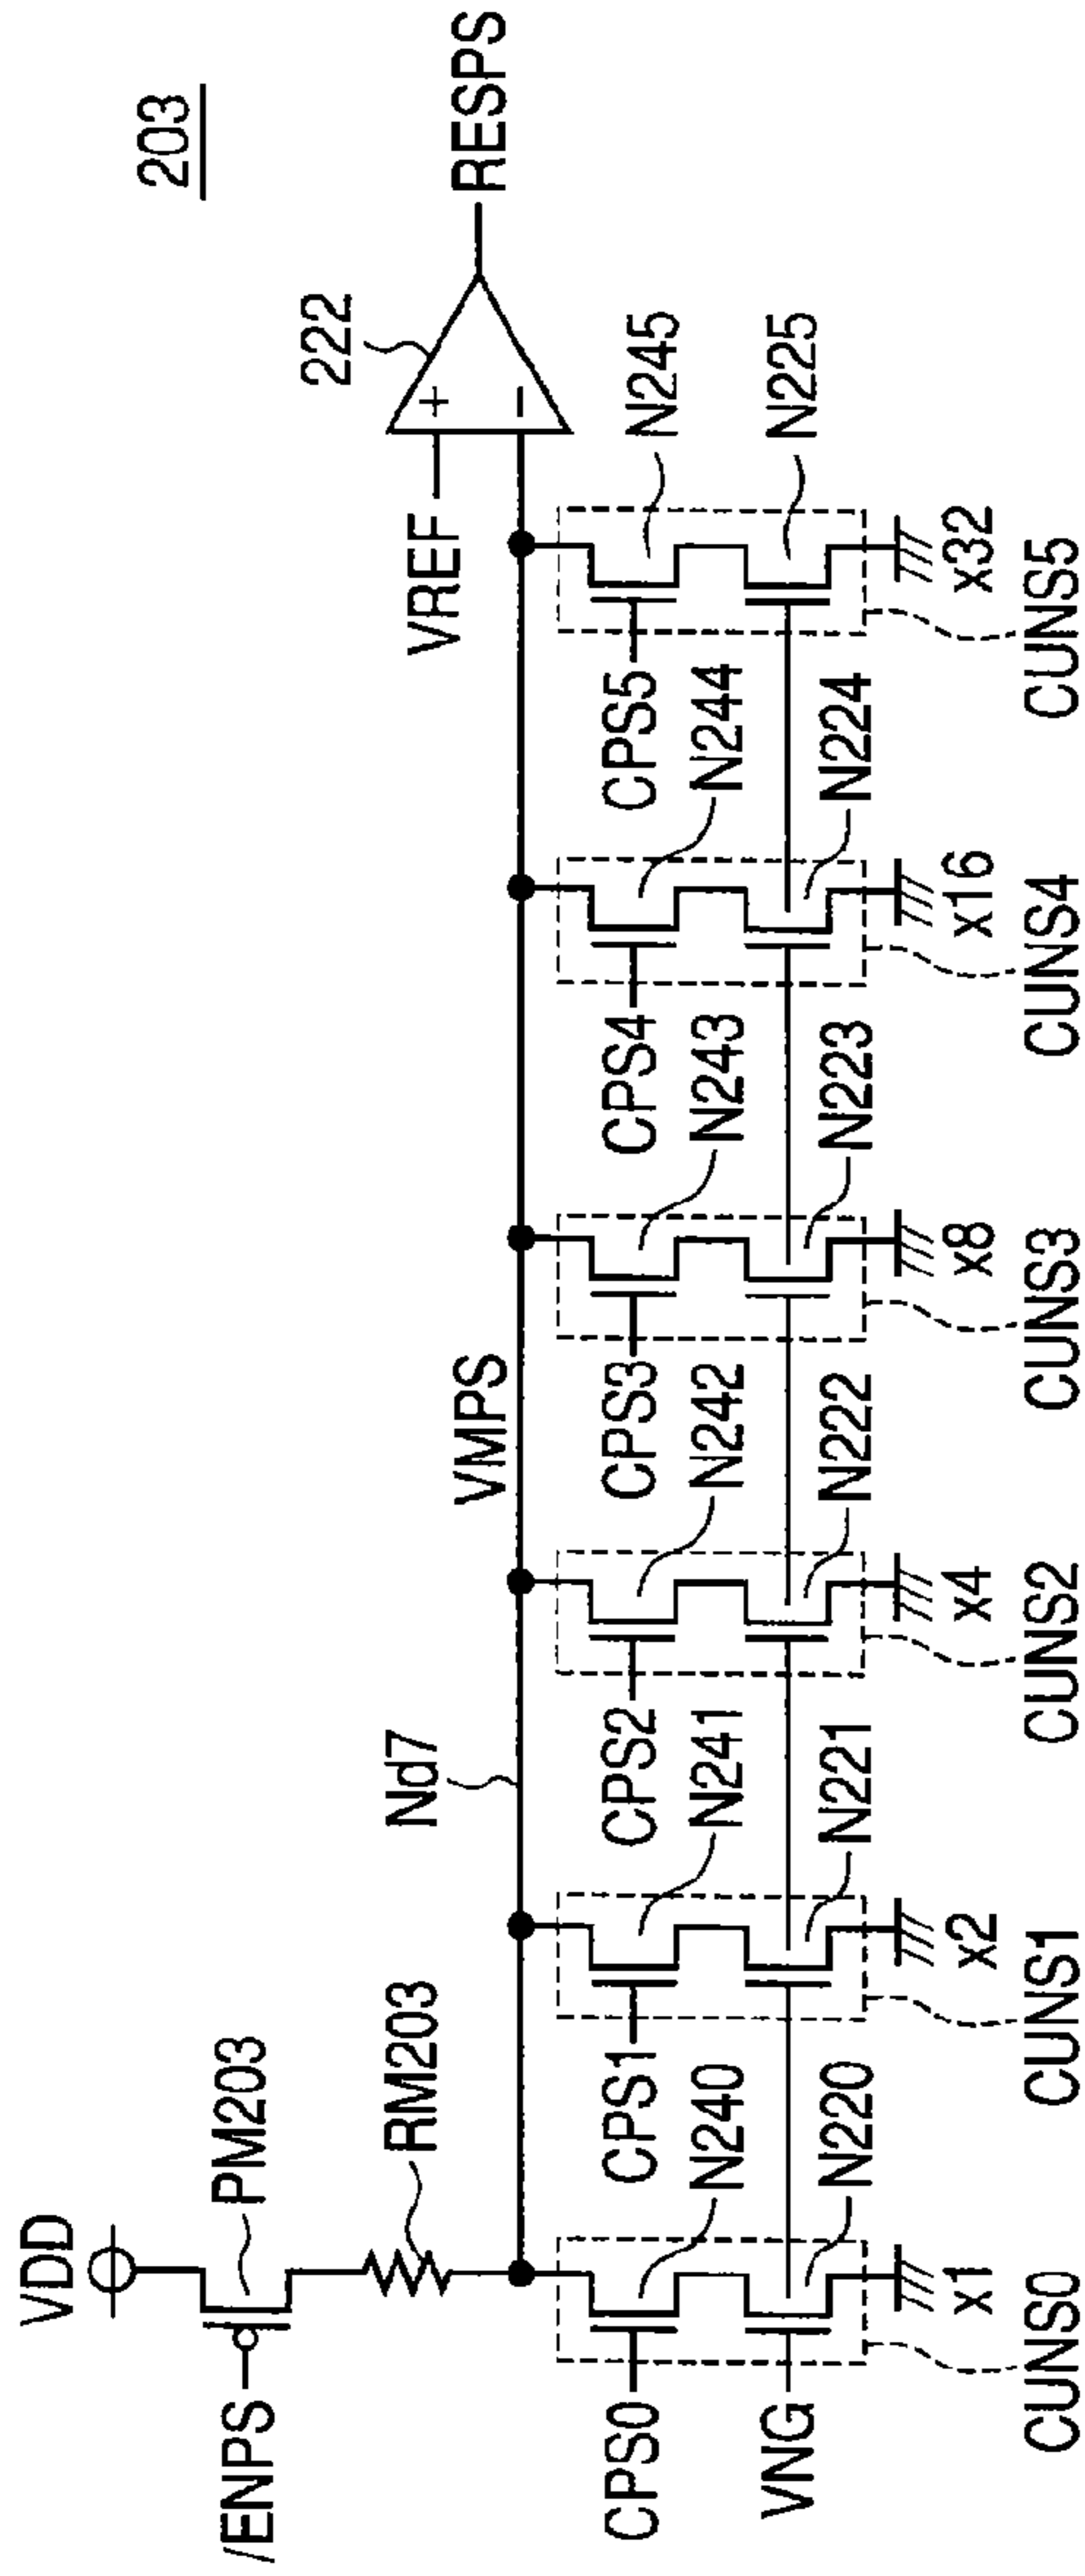 203
VDD
/ENPS
PM203
RM203
Nd7
VMPS
VREF
222
+
−
RESPS
CPS0
N240
CPS1
N241
CPS2
N242
CPS3
N243
CPS4
N244
CPS5
N245
VNG
N220
N221
N222
N223
N224
N225
x1
x2
x4
x8
x16
x32
CUNS0
CUNS1
CUNS2
CUNS3
CUNS4
CUNS5